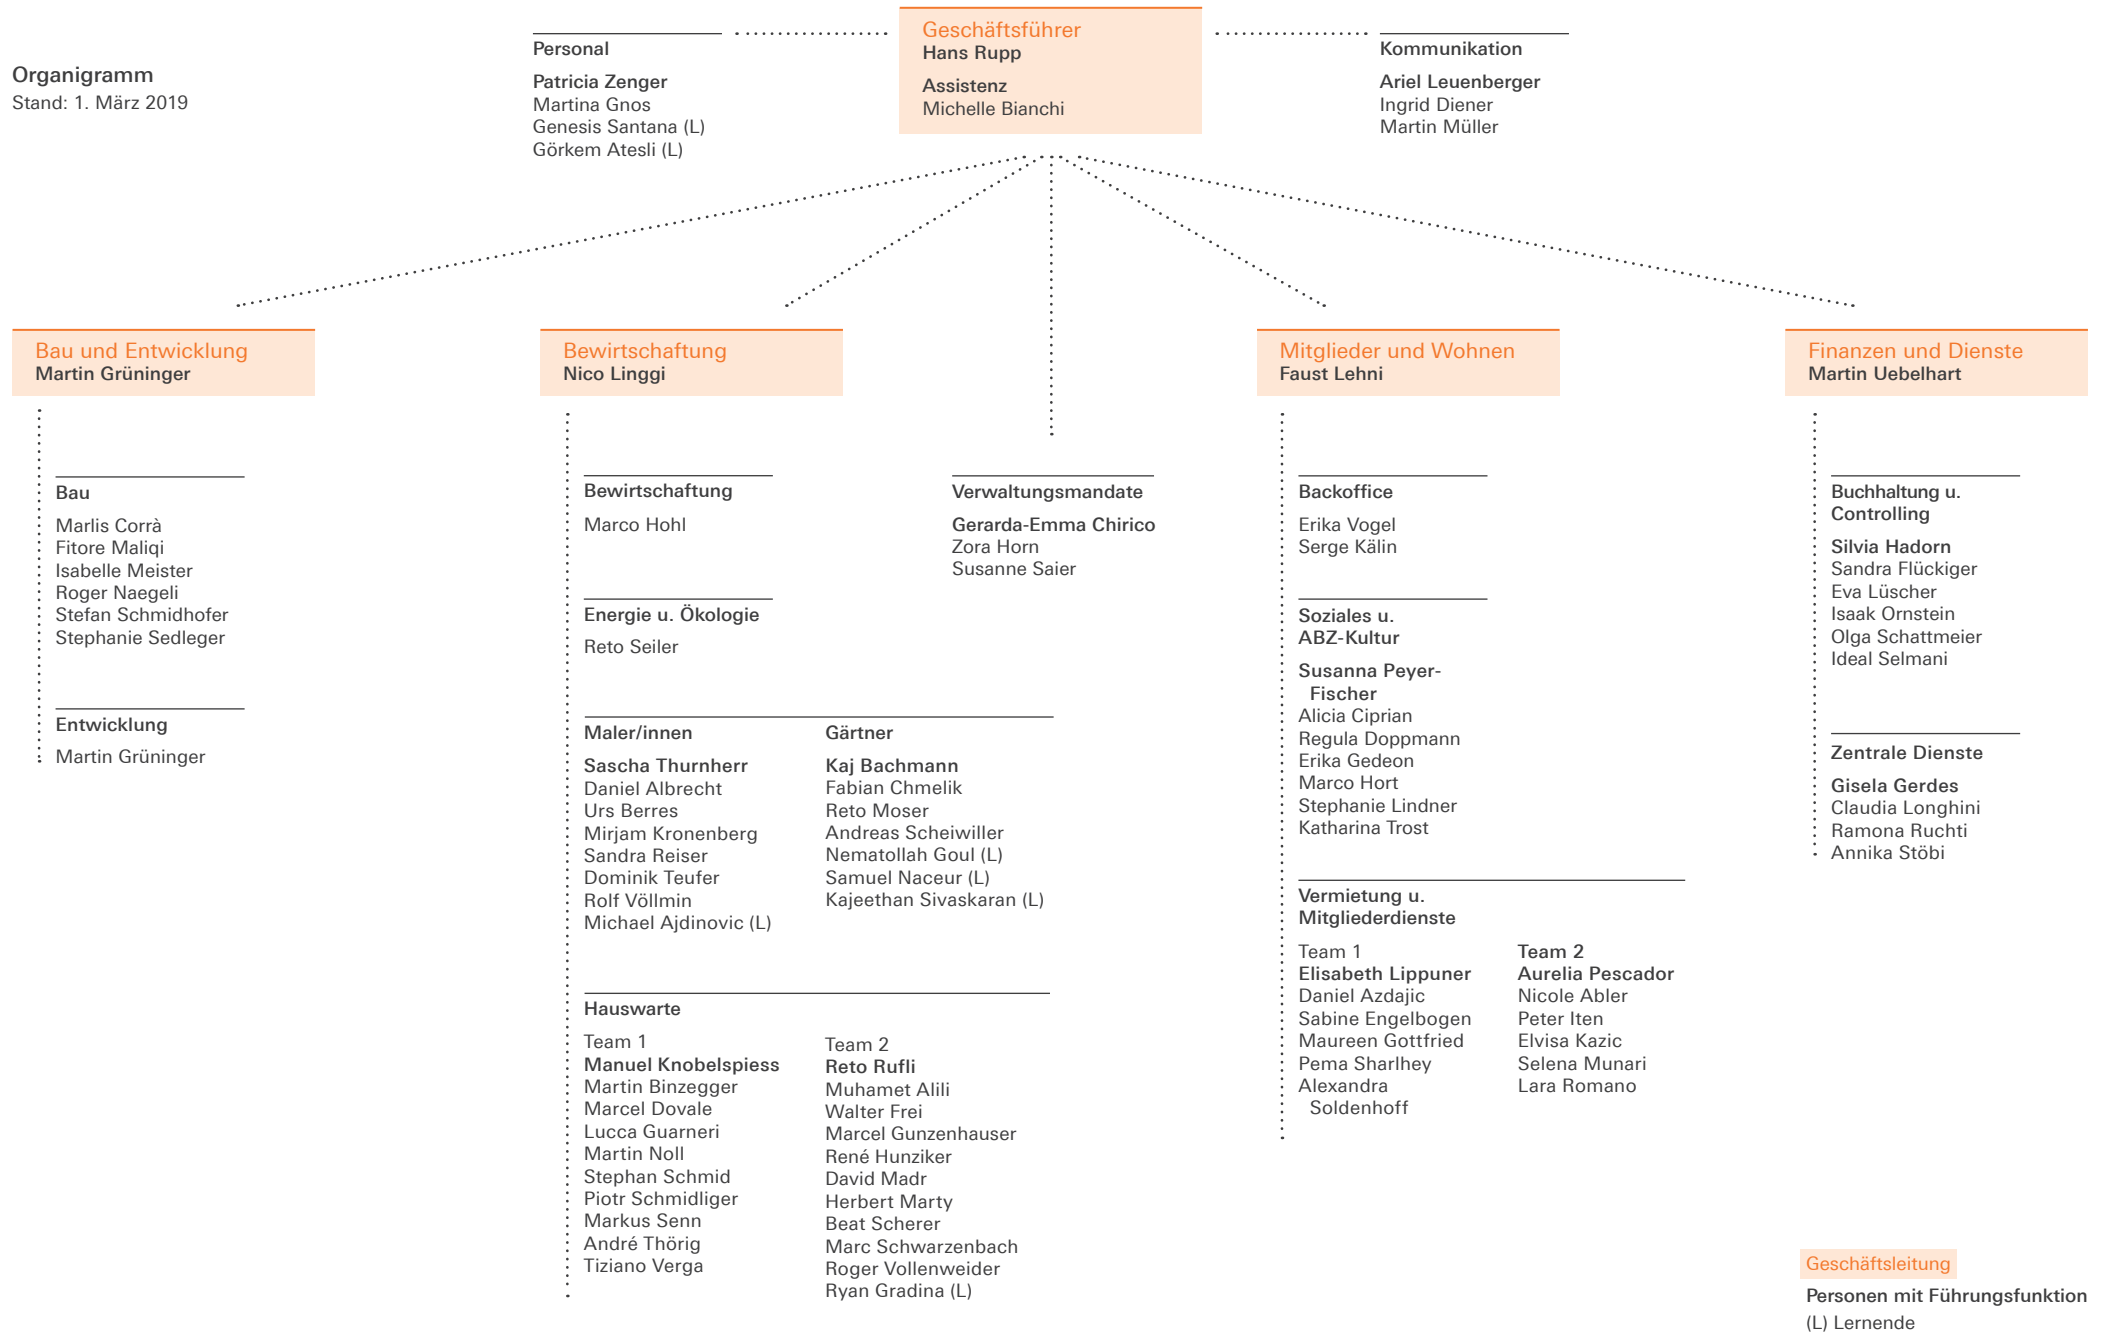 Organigramm
Stand: 1. März 2019
Personal
Patricia Zenger
Martina Gnos
Genesis Santana (L)
Görkem Atesli (L)
Geschäftsführer
Hans Rupp
Assistenz
Michelle Bianchi
Kommunikation
Ariel Leuenberger
Ingrid Diener
Martin Müller
Bau und Entwicklung
Martin Grüninger
Bau
Marlis Corrà
Fitore Maliqi
Isabelle Meister
Roger Naegeli
Stefan Schmidhofer
Stephanie Sedleger
Entwicklung
Martin Grüninger
Bewirtschaftung
Nico Linggi
Bewirtschaftung
Marco Hohl
Energie u. Ökologie
Reto Seiler
Maler/innen
Sascha Thurnherr
Daniel Albrecht
Urs Berres
Mirjam Kronenberg
Sandra Reiser
Dominik Teufer
Rolf Völlmin
Michael Ajdinovic (L)
Gärtner
Kaj Bachmann
Fabian Chmelik
Reto Moser
Andreas Scheiwiller
Nematollah Goul (L)
Samuel Naceur (L)
Kajeethan Sivaskaran (L)
Hauswarte
Team 1
Manuel Knobelspiess
Martin Binzegger
Marcel Dovale
Lucca Guarneri
Martin Noll
Stephan Schmid
Piotr Schmidliger
Markus Senn
André Thörig
Tiziano Verga
Team 2
Reto Rufli
Muhamet Alili
Walter Frei
Marcel Gunzenhauser
René Hunziker
David Madr
Herbert Marty
Beat Scherer
Marc Schwarzenbach
Roger Vollenweider
Ryan Gradina (L)
Verwaltungsmandate
Gerarda-Emma Chirico
Zora Horn
Susanne Saier
Mitglieder und Wohnen
Faust Lehni
Backoffice
Erika Vogel
Serge Kälin
Soziales u.
ABZ-Kultur
Susanna Peyer-
Fischer
Alicia Ciprian
Regula Doppmann
Erika Gedeon
Marco Hort
Stephanie Lindner
Katharina Trost
Vermietung u.
Mitgliederdienste
Team 1
Elisabeth Lippuner
Daniel Azdajic
Sabine Engelbogen
Maureen Gottfried
Pema Sharlhey
Alexandra
Soldenhoff
Team 2
Aurelia Pescador
Nicole Abler
Peter Iten
Elvisa Kazic
Selena Munari
Lara Romano
Finanzen und Dienste
Martin Uebelhart
Buchhaltung u.
Controlling
Silvia Hadorn
Sandra Flückiger
Eva Lüscher
Isaak Ornstein
Olga Schattmeier
Ideal Selmani
Zentrale Dienste
Gisela Gerdes
Claudia Longhini
Ramona Ruchti
Annika Stöbi
Geschäftsleitung
Personen mit Führungsfunktion
(L) Lernende